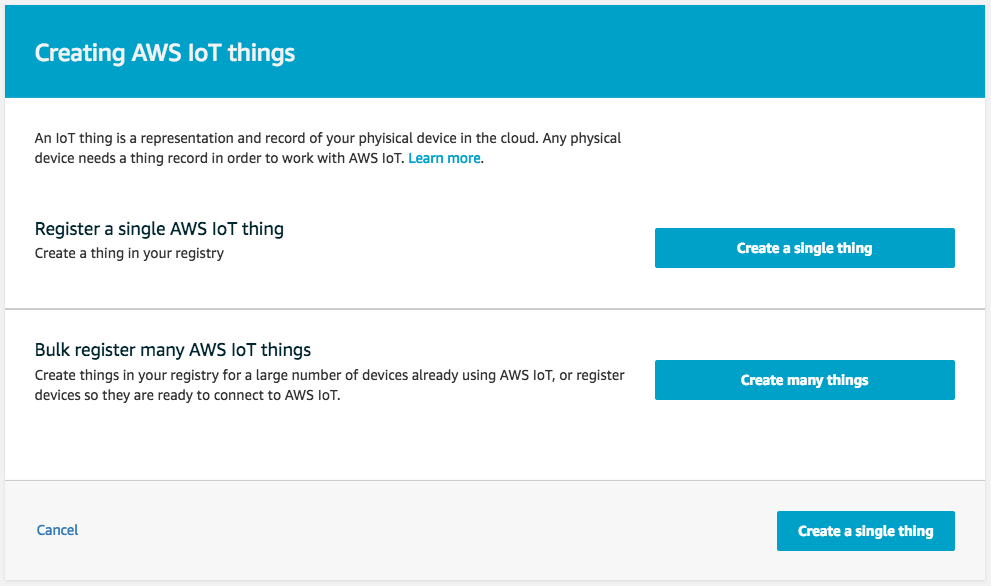 Creating AWS IoT things
An IoT thing is a representation and record of your phyisical device in the cloud. Any physical
device needs a thing record in order to work with AWS IoT. Learn more.
Register a single AWS IoT thing
Create a thing in your registry
Create a single thing
Bulk register many AWS IoT things
Create things in your registry for a large number of devices already using AWS IoT, or register
devices so they are ready to connect to AWS IoT.
Create many things
Cancel
Create a single thing